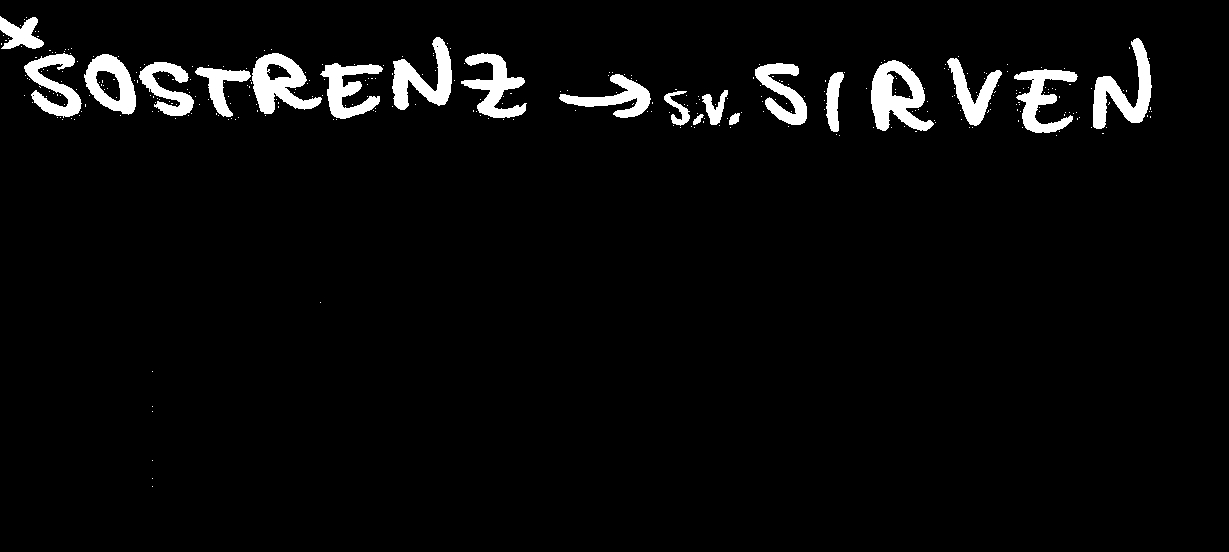 ×SOSTRENZ → S.V. SIRVEN